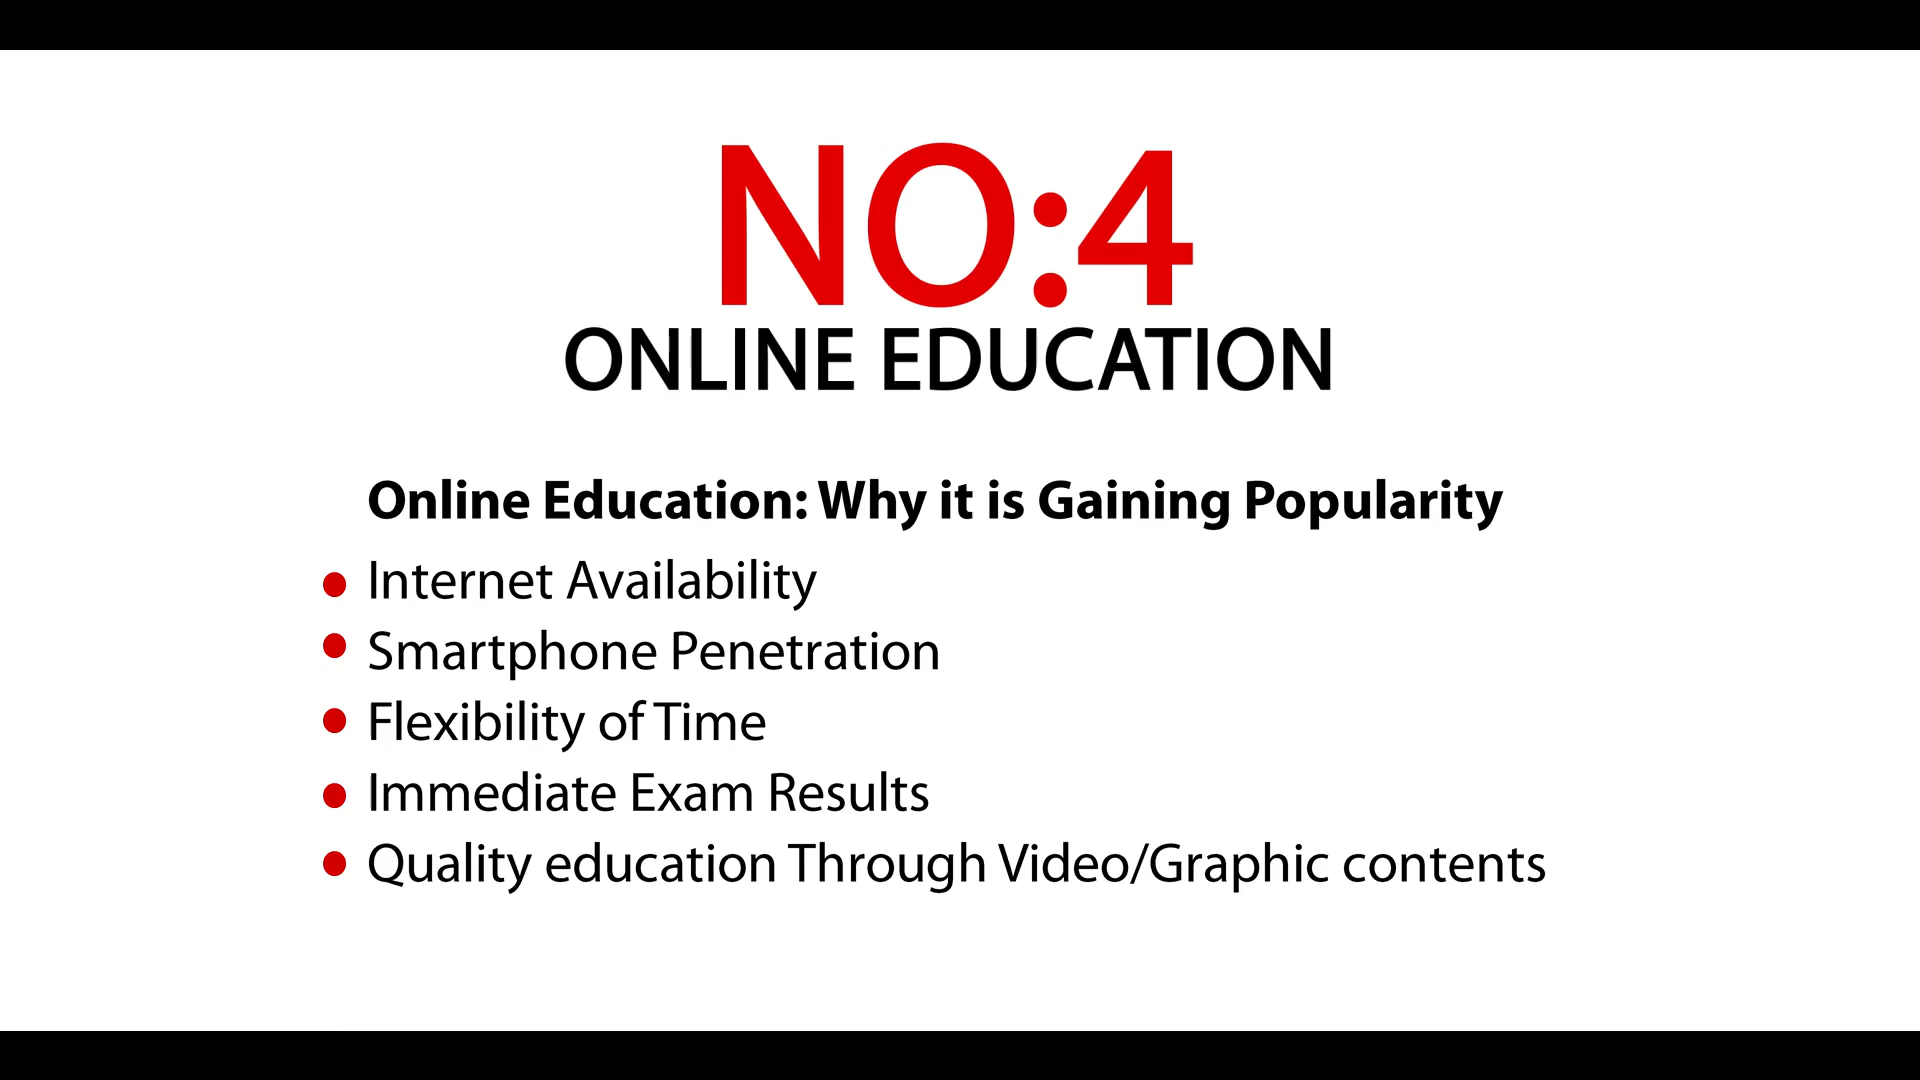 NO:4
ONLINE EDUCATION
Online Education: Why it is Gaining Popularity
Internet Availability
Smartphone Penetration
Flexibility of Time
Immediate Exam Results
Quality education Through Video/Graphic contents